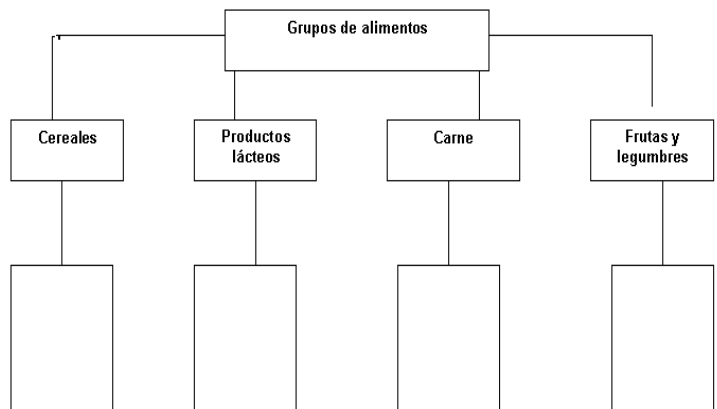 Grupos de alimentos
Cereales
Productos
lácteos
Carne
Frutas y
legumbres